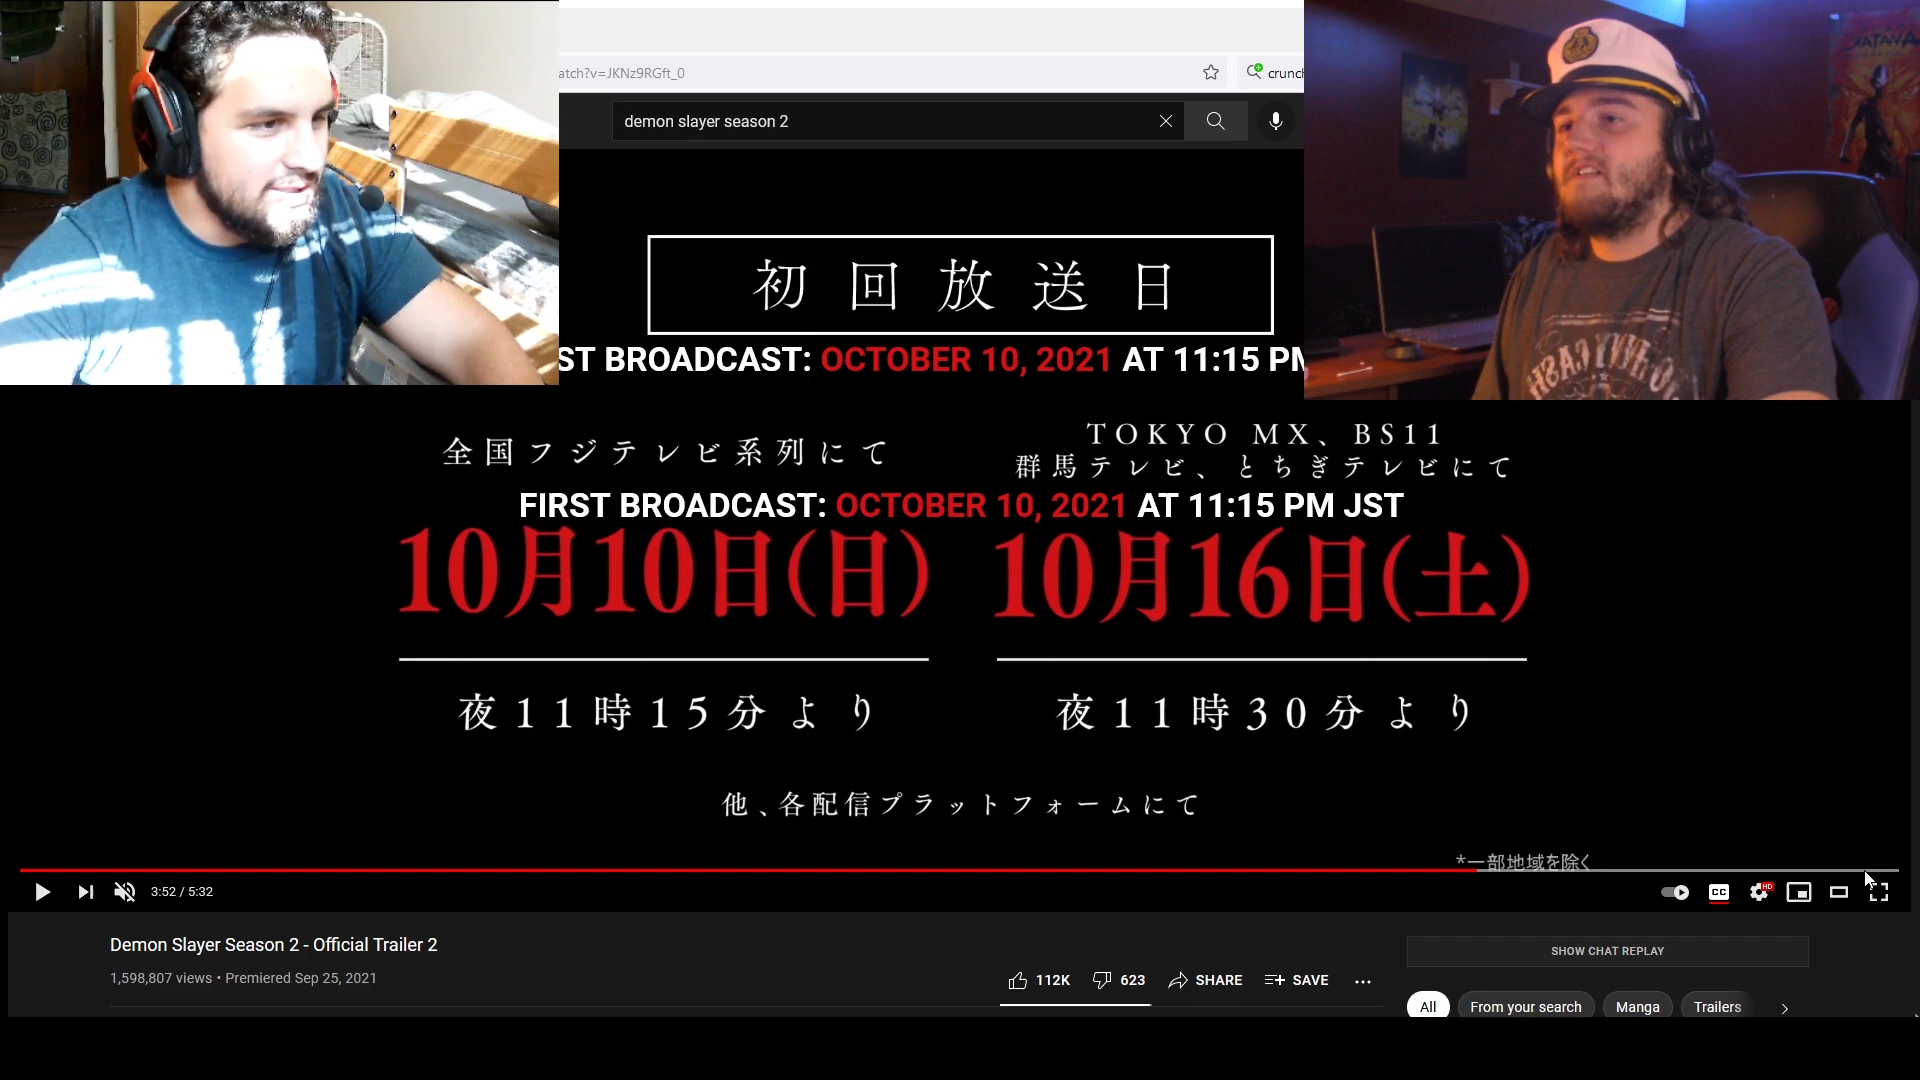 atch?v=JKNz9RGft_0
crunch
demon slayer season 2
初回放送日
ST BROADCAST: OCTOBER 10, 2021 AT 11:15 PM
全国フジテレビ系列にて
TOKYO MX、BS11
群馬テレビ、とちぎテレビにて
FIRST BROADCAST: OCTOBER 10, 2021 AT 11:15 PM JST
10月10日(日)
10月16日(土)
夜11時15分より
夜11時30分より
他、各配信プラットフォームにて
*一部地域を除く
3:52 / 5:32
CC
HD
Demon Slayer Season 2 - Official Trailer 2
1,598,807 views • Premiered Sep 25, 2021
112K
623
SHARE
SAVE
SHOW CHAT REPLAY
All
From your search
Manga
Trailers